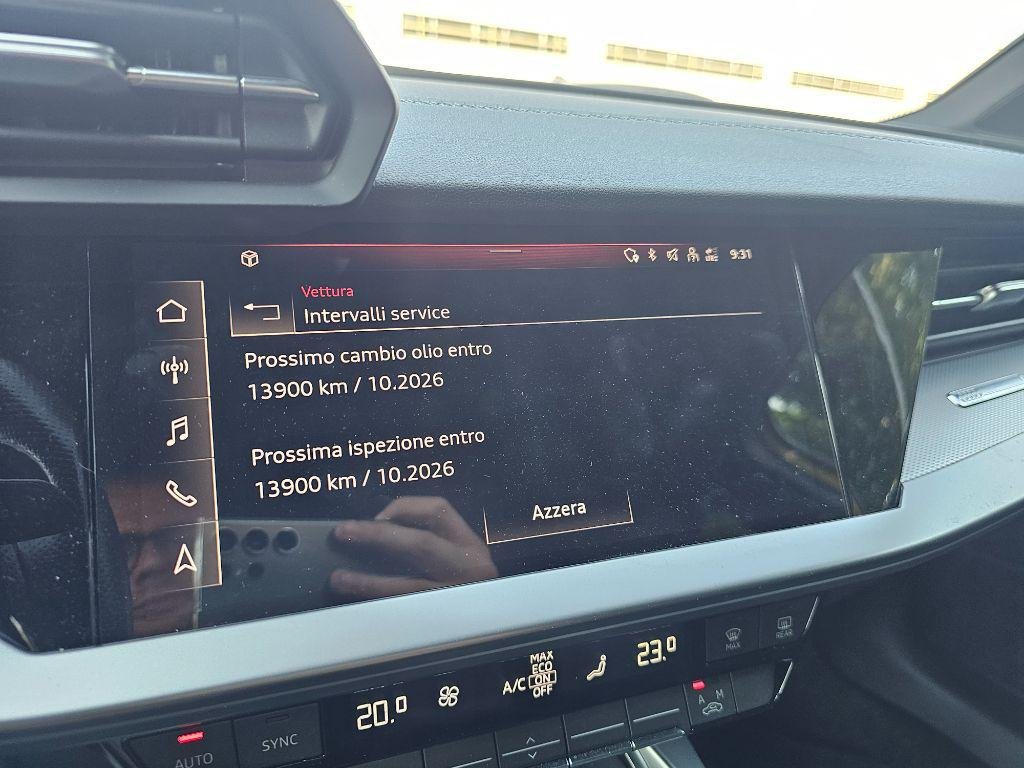 9:31
Vettura
Intervalli service
Prossimo cambio olio entro
13900 km / 10.2026
Prossima ispezione entro
13900 km / 10.2026
Azzera
MAX
ECO
A/C ON
OFF
20.0
23.0
MAX
REAR
AUTO
SYNC
A M